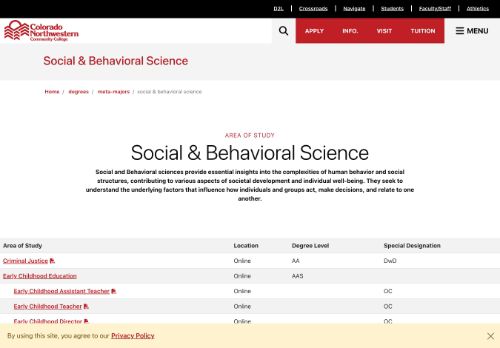 D2L | Crossroads | Navigate | Students | Faculty/Staff | Athletics
Colorado
Northwestern
Community College
APPLY INFO. VISIT TUITION MENU
Social & Behavioral Science
Home / degrees / meta-majors / social & behavioral science
AREA OF STUDY
Social & Behavioral Science
Social and Behavioral sciences provide essential insights into the complexities of human behavior and social
structures, contributing to various aspects of societal development and individual well-being. They seek to
understand the underlying factors that influence how individuals and groups act, make decisions, and relate to one
another.
Area of Study Location Degree Level Special Designation
Criminal Justice Online AA DwD
Early Childhood Education Online AAS
Early Childhood Assistant Teacher Online OC
Early Childhood Teacher Online OC
Early Childhood Director Online OC
By using this site, you agree to our Privacy Policy